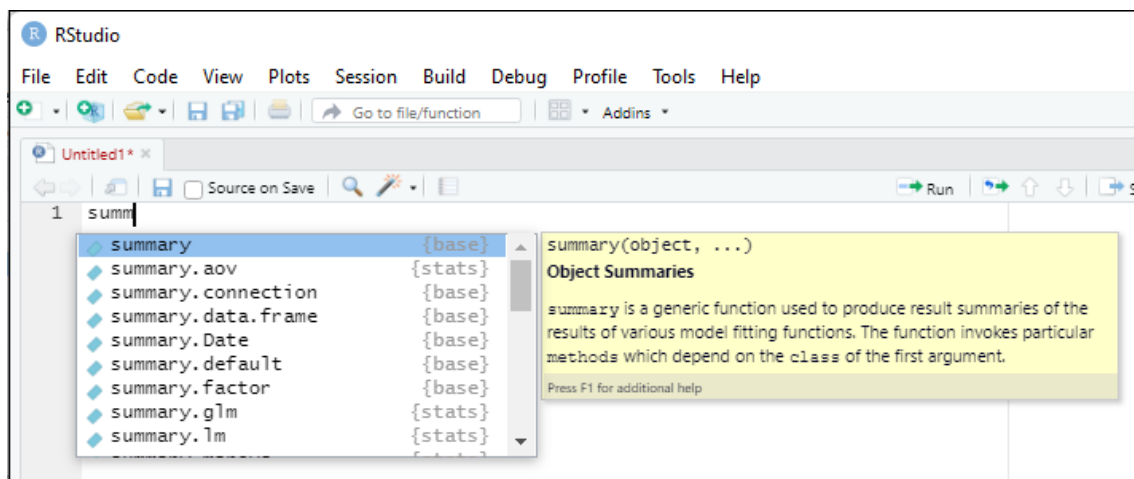 RStudio
File Edit Code View Plots Session Build Debug Profile Tools Help
Go to file/function Addins
Untitled1*
Source on Save Run
1 summ
summary {base}
summary.aov {stats}
summary.connection {base}
summary.data.frame {base}
summary.Date {base}
summary.default {base}
summary.factor {base}
summary.glm {stats}
summary.lm {stats}
summary(object, ...)
Object Summaries
summary is a generic function used to produce result summaries of the
results of various model fitting functions. The function invokes particular
methods which depend on the class of the first argument.
Press F1 for additional help